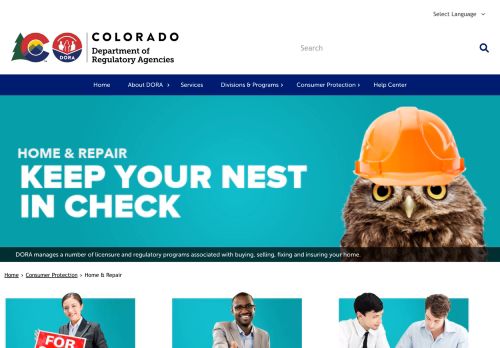 Select Language
COLORADO
Department of
Regulatory Agencies
CO
DORA
Search
Home
About DORA
Services
Divisions & Programs
Consumer Protection
Help Center
HOME & REPAIR
KEEP YOUR NEST
IN CHECK
DORA manages a number of licensure and regulatory programs associated with buying, selling, fixing and insuring your home.
Home > Consumer Protection > Home & Repair
FOR